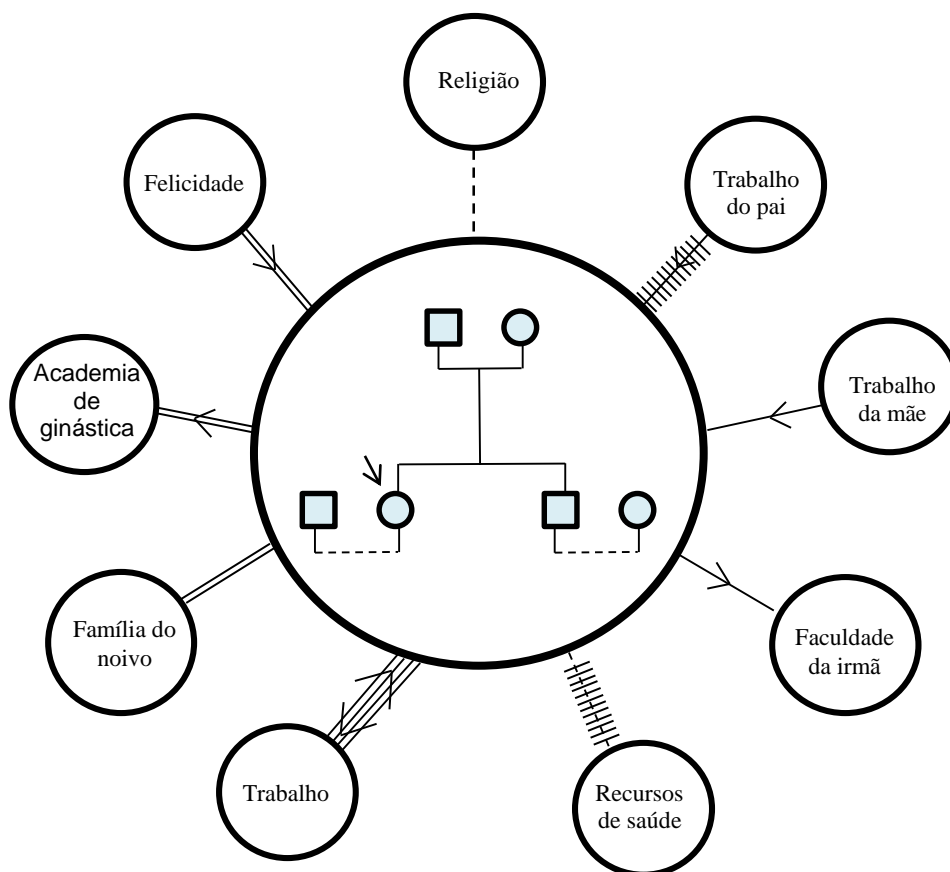 Religião
Felicidade
Trabalho
do pai
Academia
de
ginástica
Trabalho
da mãe
Família do
noivo
Faculdade
da irmã
Trabalho
Recursos
de saúde